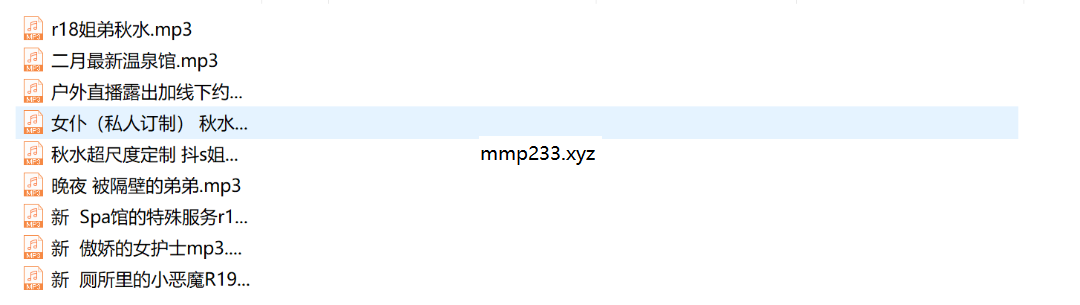 r18姐弟秋水.mp3
二月最新温泉馆.mp3
户外直播露出加线下约...
女仆（私人订制） 秋水...
秋水超尺度定制 抖s姐...
mmp233.xyz
晚夜 被隔壁的弟弟.mp3
新  Spa馆的特殊服务r1...
新  傲娇的女护士mp3....
新  厕所里的小恶魔R19...